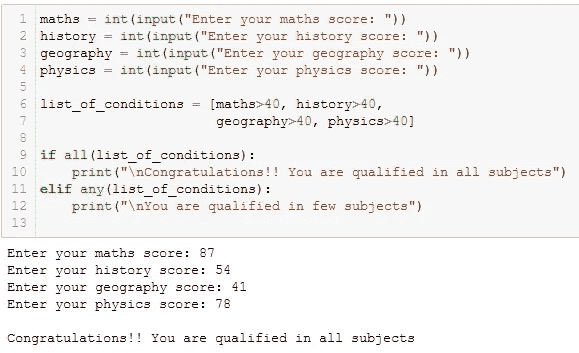 1 maths = int(input("Enter your maths score: "))
2 history = int(input("Enter your history score: "))
3 geography = int(input("Enter your geography score: "))
4 physics = int(input("Enter your physics score: "))
5
6 list_of_conditions = [maths>40, history>40,
7                       geography>40, physics>40]
8
9 if all(list_of_conditions):
10     print("\nCongratulations!! You are qualified in all subjects")
11 elif any(list_of_conditions):
12     print("\nYou are qualified in few subjects")
13
Enter your maths score: 87
Enter your history score: 54
Enter your geography score: 41
Enter your physics score: 78

Congratulations!! You are qualified in all subjects